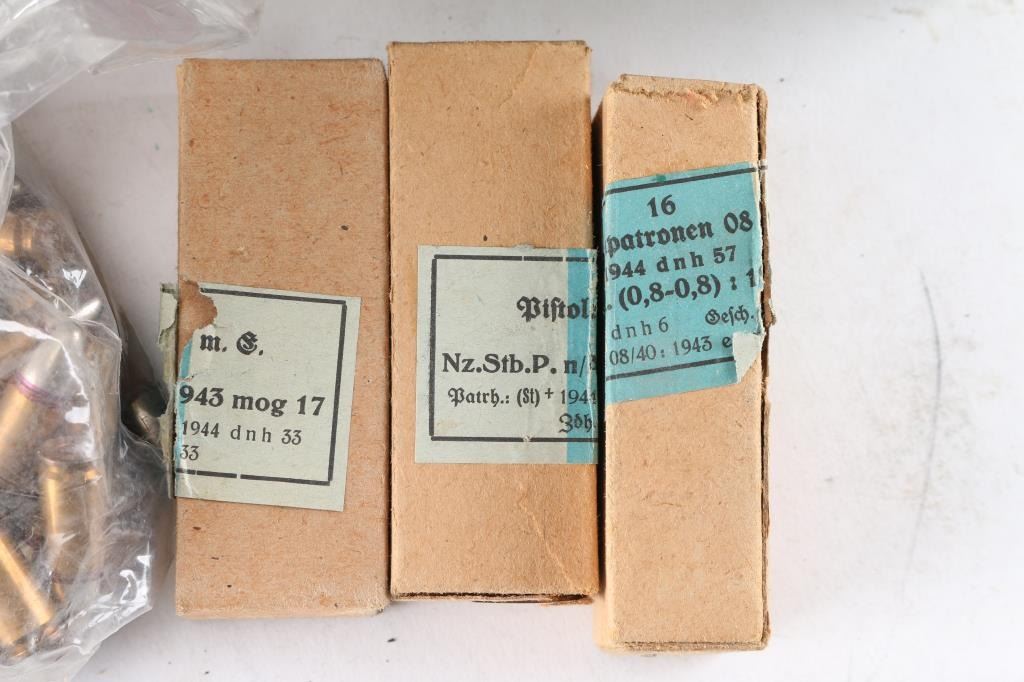 m. E.
943 mog 17
1944 dnh 33
33
Pistol
Nz.Stb.P. n/
Patrh.: (St)+ 194
Zdh.
16
patronen 08
1944 dnh 57
. (0,8-0,8) : 1
dnh 6 Gesch.
08/40: 1943 e